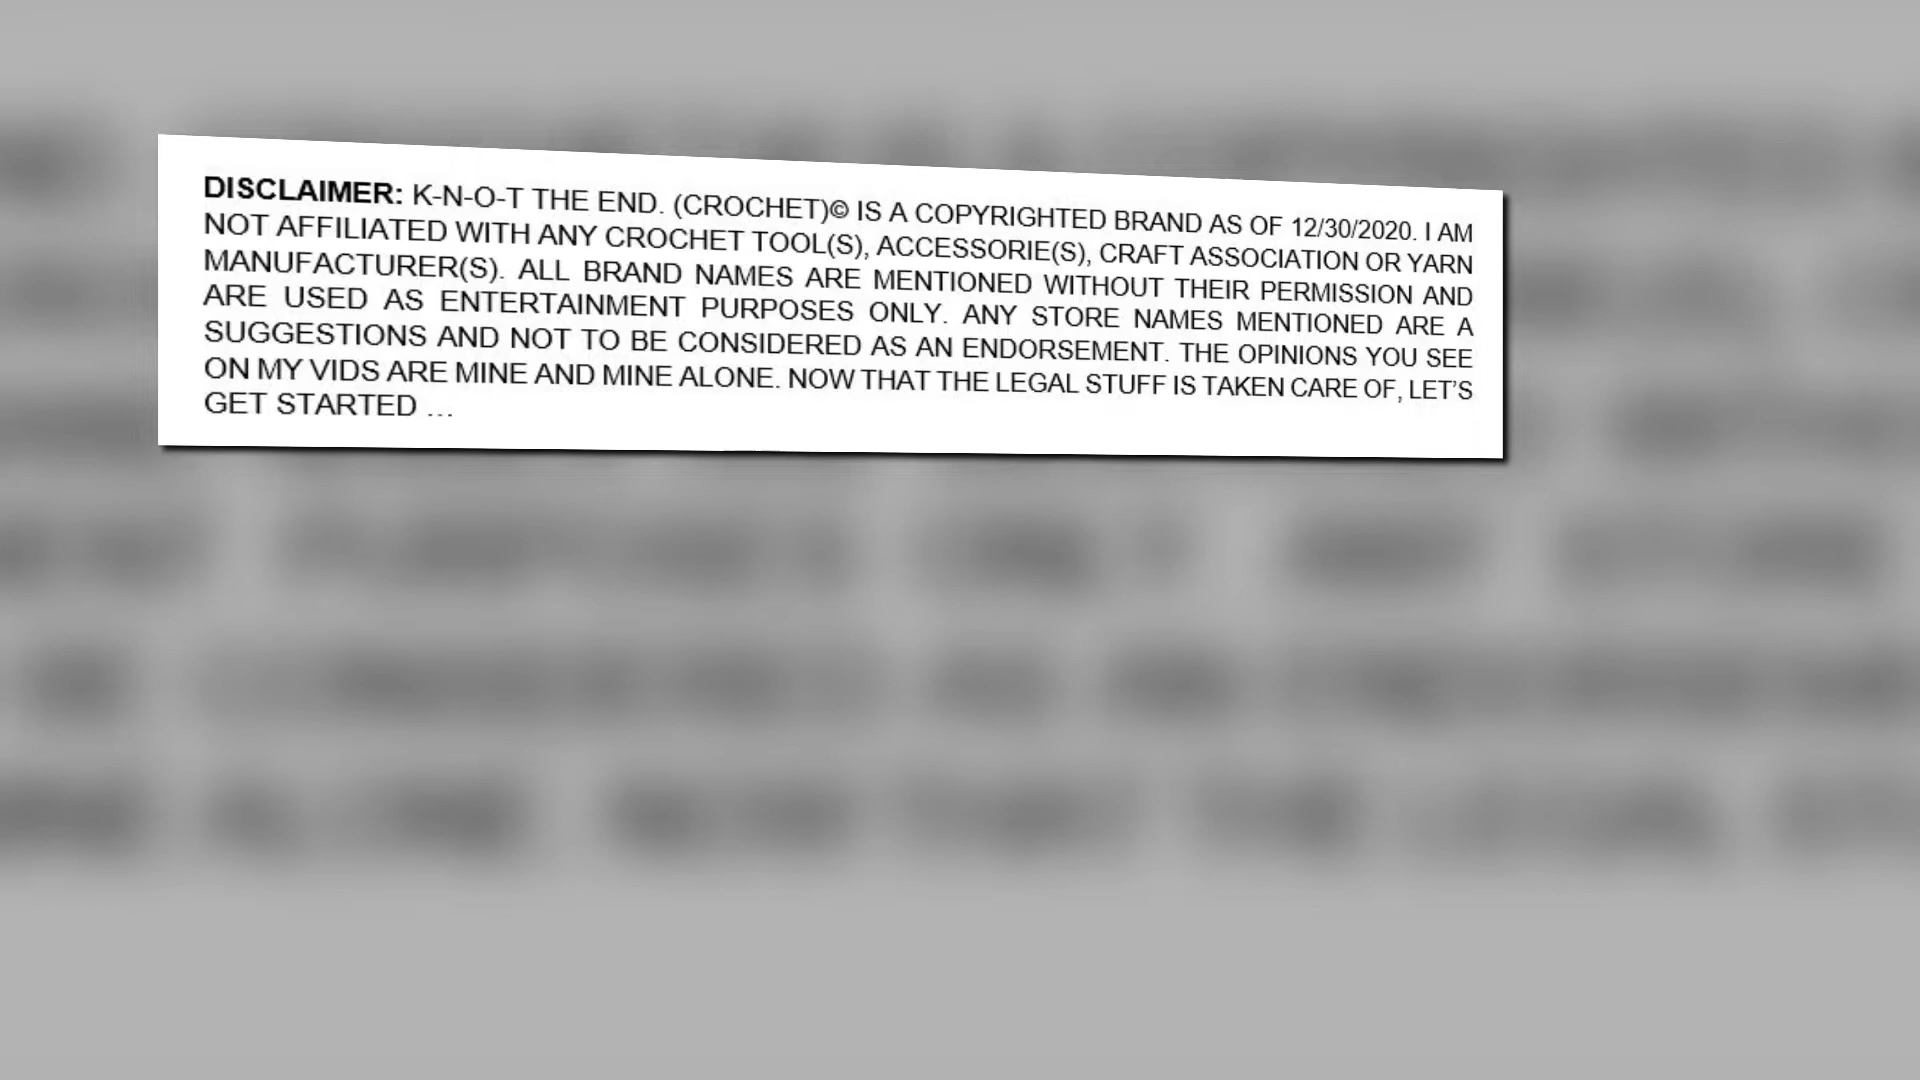 DISCLAIMER: K-N-O-T THE END. (CROCHET)© IS A COPYRIGHTED BRAND AS OF 12/30/2020. I AM
NOT AFFILIATED WITH ANY CROCHET TOOL(S), ACCESSORIE(S), CRAFT ASSOCIATION OR YARN
MANUFACTURER(S). ALL BRAND NAMES ARE MENTIONED WITHOUT THEIR PERMISSION AND
ARE USED AS ENTERTAINMENT PURPOSES ONLY. ANY STORE NAMES MENTIONED ARE A
SUGGESTIONS AND NOT TO BE CONSIDERED AS AN ENDORSEMENT. THE OPINIONS YOU SEE
ON MY VIDS ARE MINE AND MINE ALONE. NOW THAT THE LEGAL STUFF IS TAKEN CARE OF, LET'S
GET STARTED ...